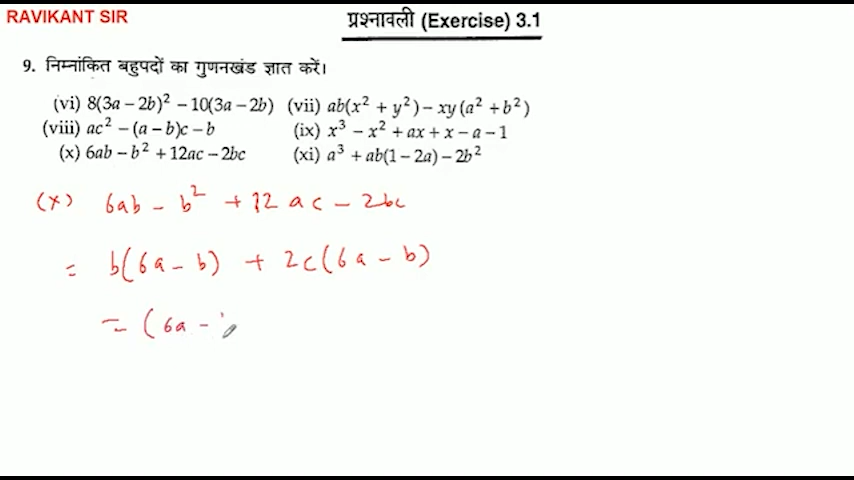 RAVIKANT SIR
प्रश्नावली (Exercise) 3.1
9. निम्नांकित बहुपदों का गुणनखंड ज्ञात करें।
(vi) 8(3a – 2b)² – 10(3a – 2b) (vii) ab(x² + y²) – xy(a² + b²)
(viii) ac² – (a – b)c – b (ix) x³ – x² + ax + x – a – 1
(x) 6ab – b² + 12ac – 2bc (xi) a³ + ab(1 – 2a) – 2b²
(x) 6ab – b² + 12 ac – 2bc
= b(6a – b) + 2c(6a – b)
= (6a –